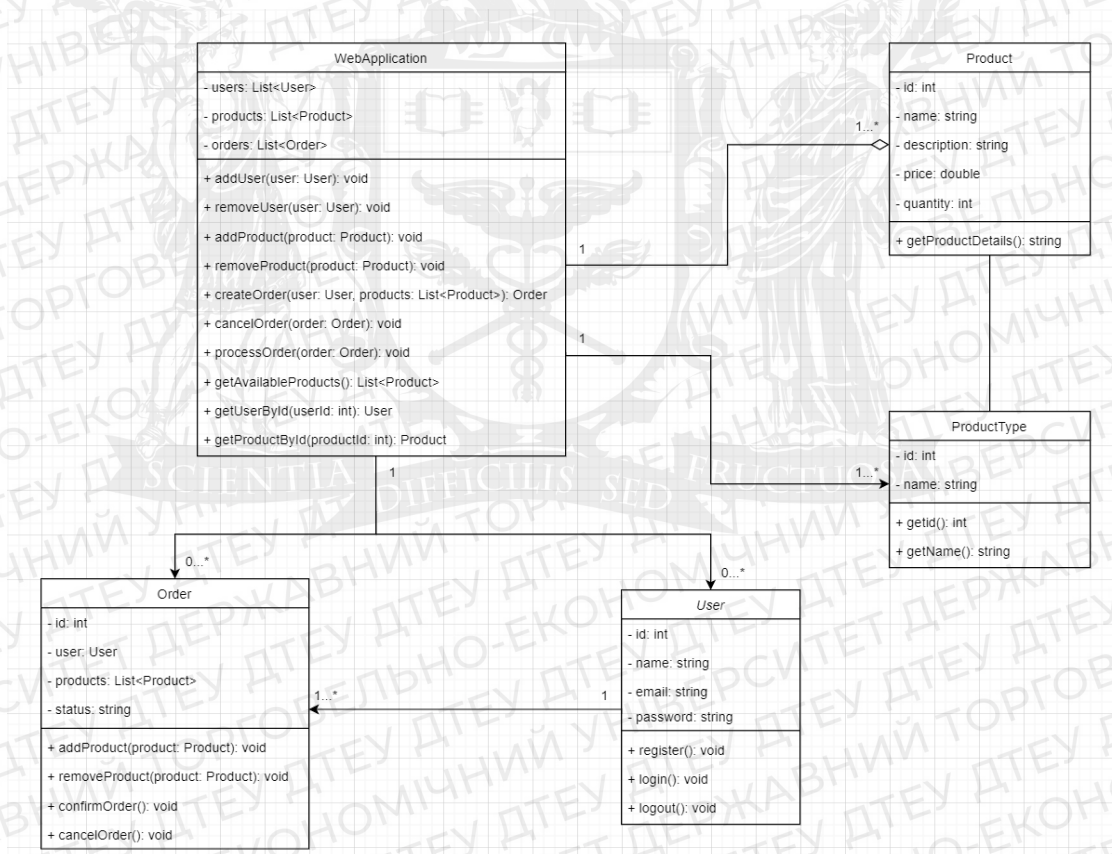 WebApplication
- users: List<User>
- products: List<Product>
- orders: List<Order>
+ addUser(user: User): void
+ removeUser(user: User): void
+ addProduct(product: Product): void
+ removeProduct(product: Product): void
+ createOrder(user: User, products: List<Product>): Order
+ cancelOrder(order: Order): void
+ processOrder(order: Order): void
+ getAvailableProducts(): List<Product>
+ getUserById(userId: int): User
+ getProductById(productId: int): Product
Product
- id: int
- name: string
- description: string
- price: double
- quantity: int
+ getProductDetails(): string
1...*
1
1
1...*
ProductType
- id: int
- name: string
+ getid(): int
+ getName(): string
1
0...*
0...*
Order
- id: int
- user: User
- products: List<Product>
- status: string
+ addProduct(product: Product): void
+ removeProduct(product: Product): void
+ confirmOrder(): void
+ cancelOrder(): void
1...*
1
User
- id: int
- name: string
- email: string
- password: string
+ register(): void
+ login(): void
+ logout(): void
SCIENTIA DIFFICILIS SED FRUCTUOSA